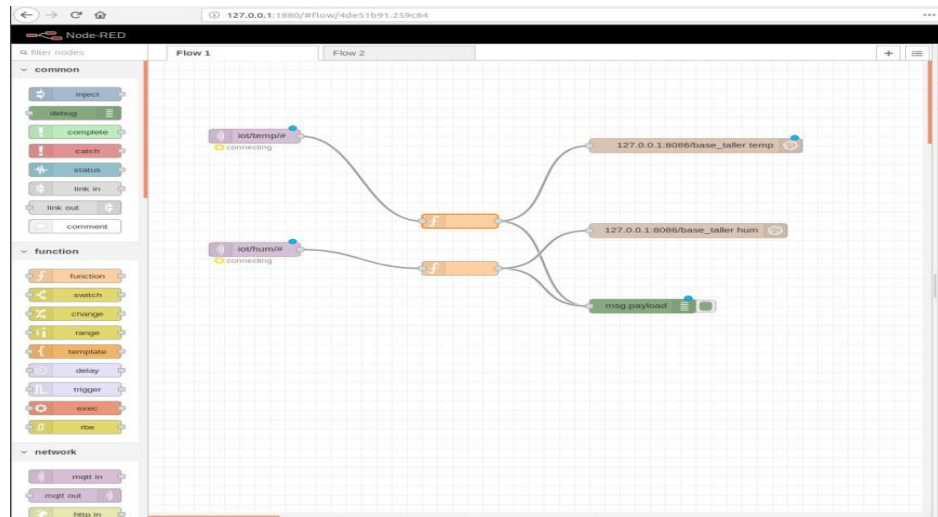 127.0.0.1:1880/#flow/4de51b91.259c84
Node-RED
filter nodes
Flow 1
Flow 2
common
inject
debug
complete
catch
status
link in
link out
comment
function
function
switch
change
range
template
delay
trigger
exec
rbe
network
mqtt in
mqtt out
http in
iot/temp/#
connecting
iot/hum/#
connecting
127.0.0.1:8086/base_taller temp
127.0.0.1:8086/base_taller hum
msg.payload